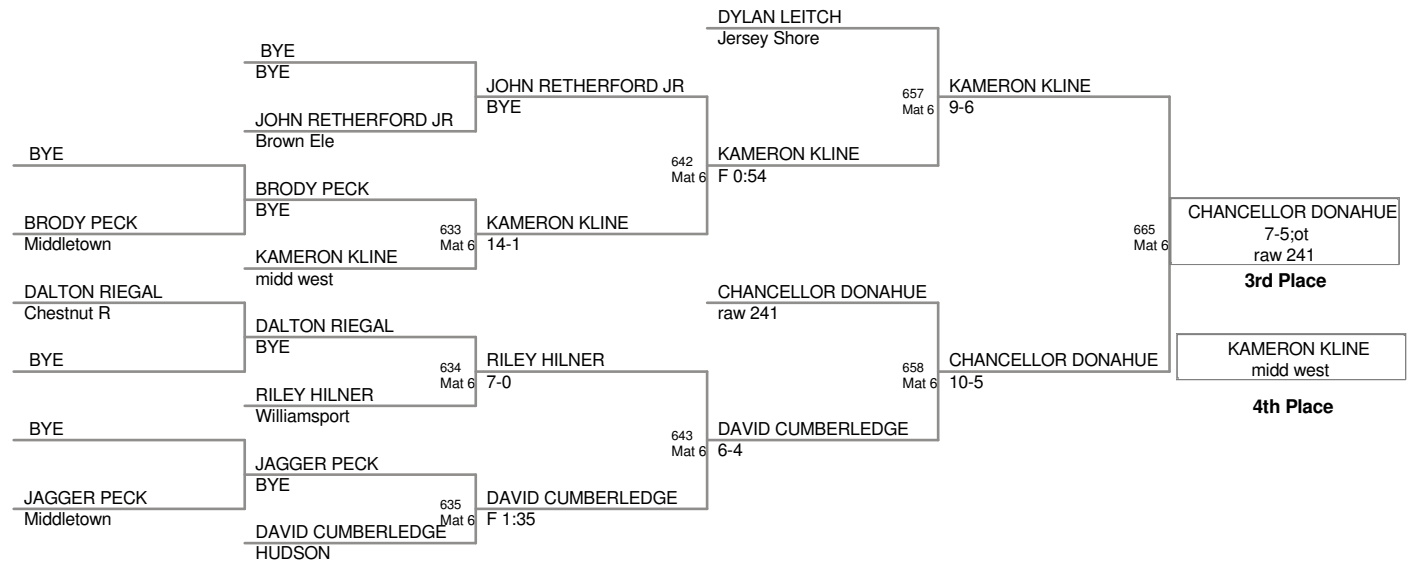 DYLAN LEITCH
Jersey Shore
BYE
BYE
JOHN RETHERFORD JR
BYE
657
Mat 6
KAMERON KLINE
9-6
JOHN RETHERFORD JR
Brown Ele
BYE
642
Mat 6
KAMERON KLINE
F 0:54
BRODY PECK
BYE
BRODY PECK
Middletown
633
Mat 6
KAMERON KLINE
14-1
665
Mat 6
CHANCELLOR DONAHUE
7-5;ot
raw 241
3rd Place
KAMERON KLINE
midd west
DALTON RIEGAL
Chestnut R
CHANCELLOR DONAHUE
raw 241
DALTON RIEGAL
BYE
BYE
634
Mat 6
RILEY HILNER
7-0
658
Mat 6
CHANCELLOR DONAHUE
10-5
KAMERON KLINE
midd west
4th Place
RILEY HILNER
Williamsport
BYE
643
Mat 6
DAVID CUMBERLEDGE
6-4
JAGGER PECK
BYE
JAGGER PECK
Middletown
635
Mat 6
DAVID CUMBERLEDGE
F 1:35
DAVID CUMBERLEDGE
HUDSON